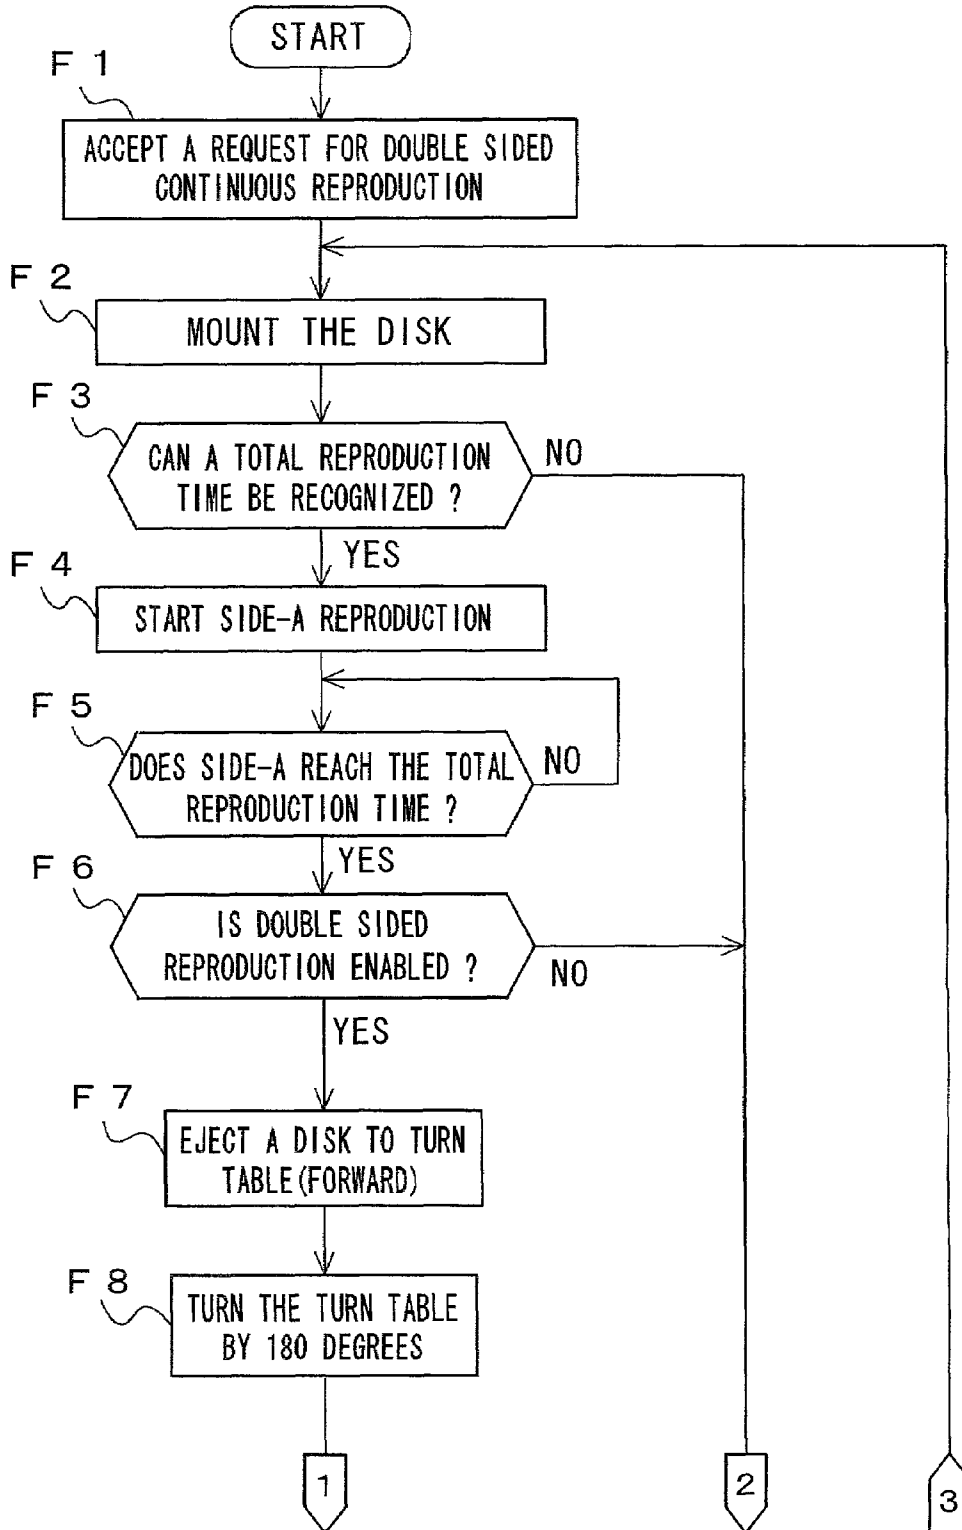 START
F 1
ACCEPT A REQUEST FOR DOUBLE SIDED
CONTINUOUS REPRODUCTION
F 2
MOUNT THE DISK
F 3
CAN A TOTAL REPRODUCTION
TIME BE RECOGNIZED ?
NO
YES
F 4
START SIDE-A REPRODUCTION
F 5
DOES SIDE-A REACH THE TOTAL
REPRODUCTION TIME ?
NO
YES
F 6
IS DOUBLE SIDED
REPRODUCTION ENABLED ?
NO
YES
F 7
EJECT A DISK TO TURN
TABLE(FORWARD)
F 8
TURN THE TURN TABLE
BY 180 DEGREES
1
2
3